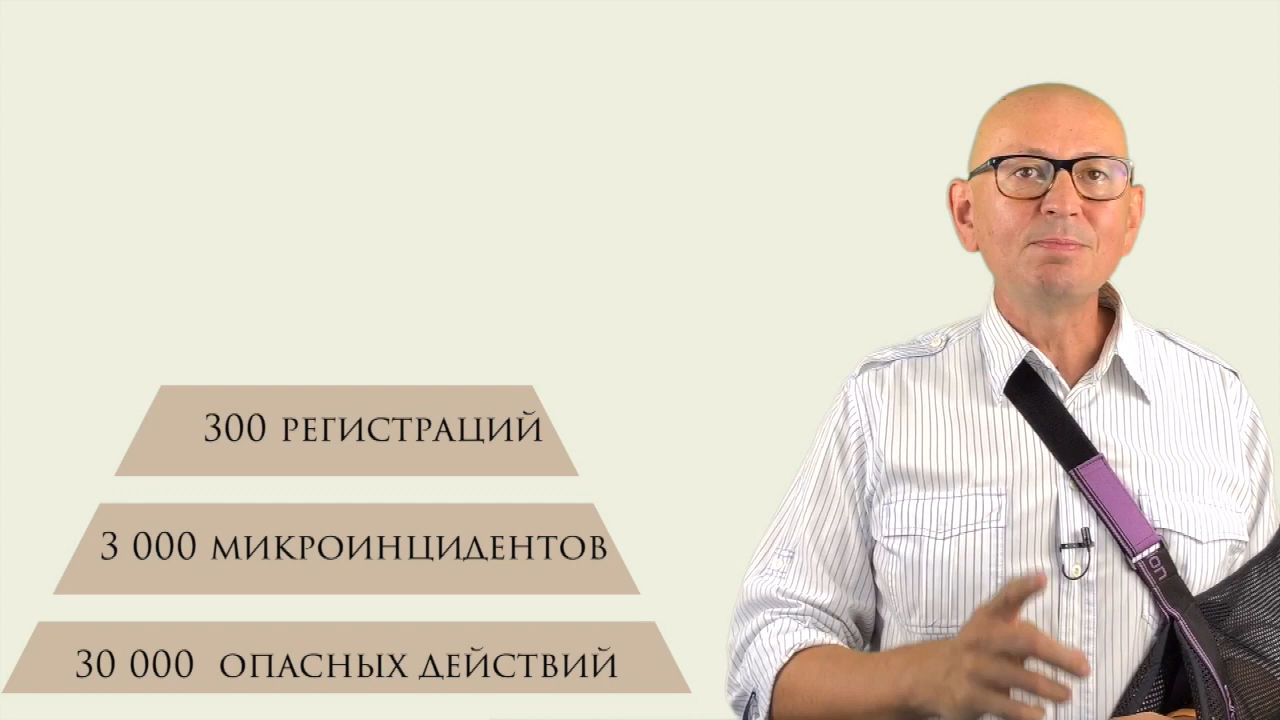 300 регистраций
3 000 микроинцидентов
30 000 опасных действий